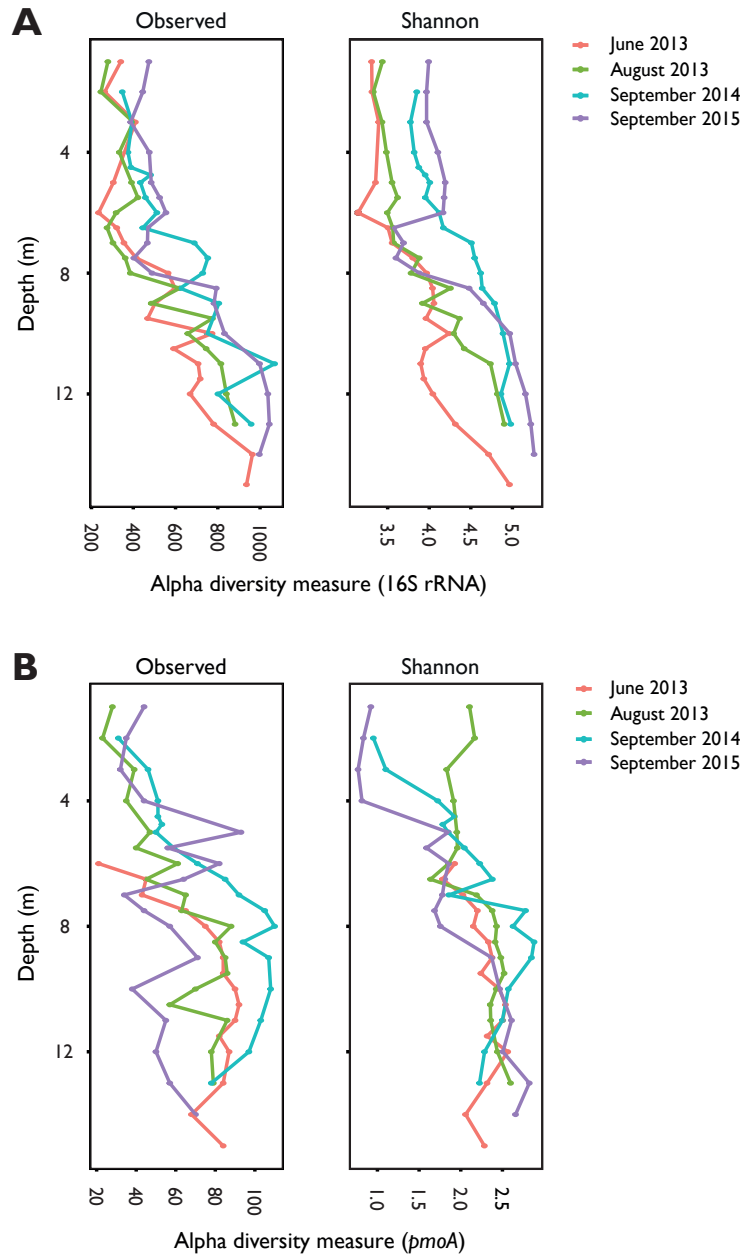 A
Observed
Shannon
June 2013
August 2013
September 2014
September 2015
4
8
12
Depth (m)
200 400 600 800 1000
3.5 4.0 4.5 5.0
Alpha diversity measure (16S rRNA)
B
Observed
Shannon
June 2013
August 2013
September 2014
September 2015
4
8
12
Depth (m)
20 40 60 80 100
1.0 1.5 2.0 2.5
Alpha diversity measure (pmoA)